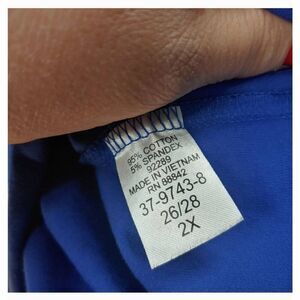 95% COTTON
5% SPANDEX
92289
MADE IN VIETNAM
RN 88842
37-9743-8
26/28
2X